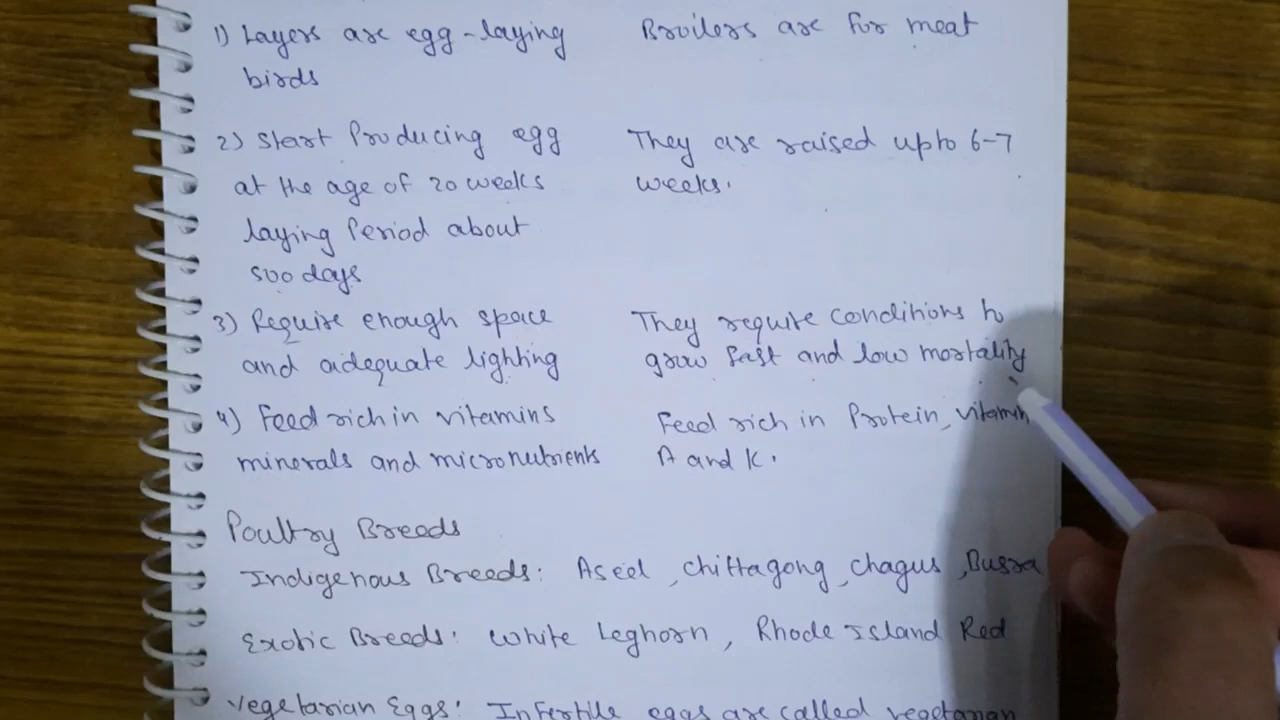 1) Layers are egg-laying birds
Broilers are for meat
2) Start Producing egg at the age of 20 weeks laying Period about 500 days
They are raised upto 6-7 weeks.
3) Require enough space and adequate lighting
They require conditions to grow fast and low mortality
4) Feed rich in vitamins minerals and micronutrients
Feed rich in Protein, vitamin A and K.
Poultry Breeds
Indigenous Breeds: Aseel, Chittagong, Chagus, Busra
Exotic Breeds: White Leghorn, Rhode Island Red
Vegetarian Eggs: Infertile eggs are called vegetarian